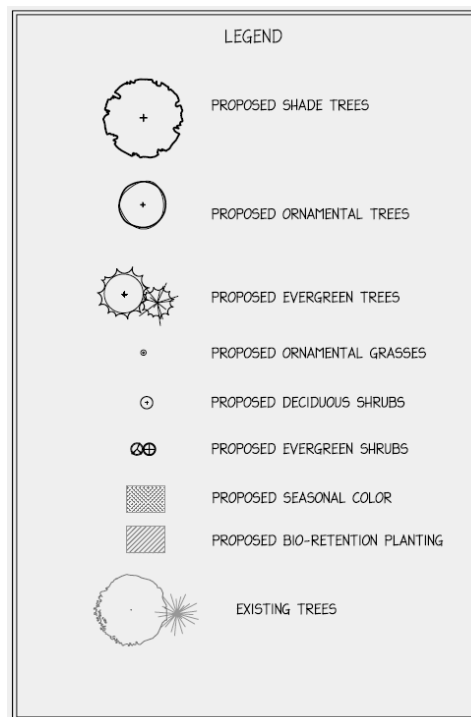 LEGEND
PROPOSED SHADE TREES
PROPOSED ORNAMENTAL TREES
PROPOSED EVERGREEN TREES
PROPOSED ORNAMENTAL GRASSES
PROPOSED DECIDUOUS SHRUBS
PROPOSED EVERGREEN SHRUBS
PROPOSED SEASONAL COLOR
PROPOSED BIO-RETENTION PLANTING
EXISTING TREES